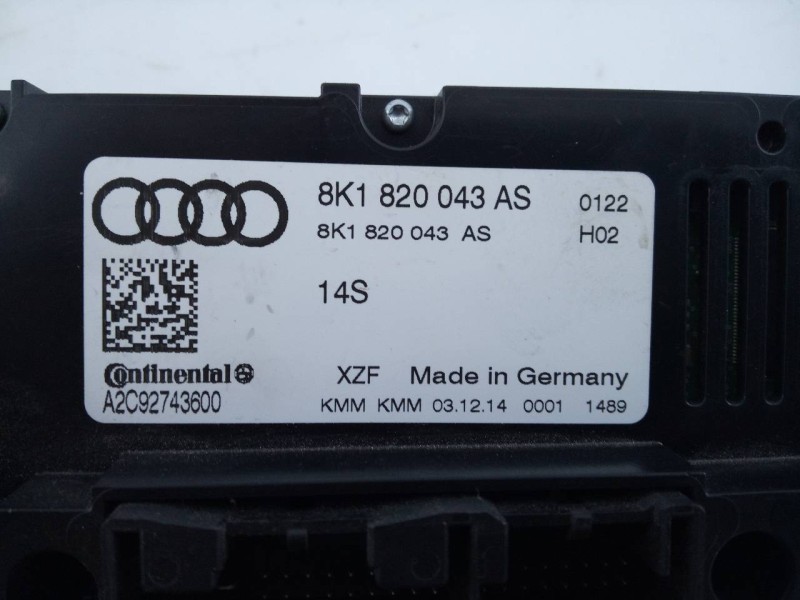 8K1 820 043 AS 0122
8K1 820 043 AS H02
14S
Continental XZF Made in Germany
A2C92743600 KMM KMM 03.12.14 0001 1489